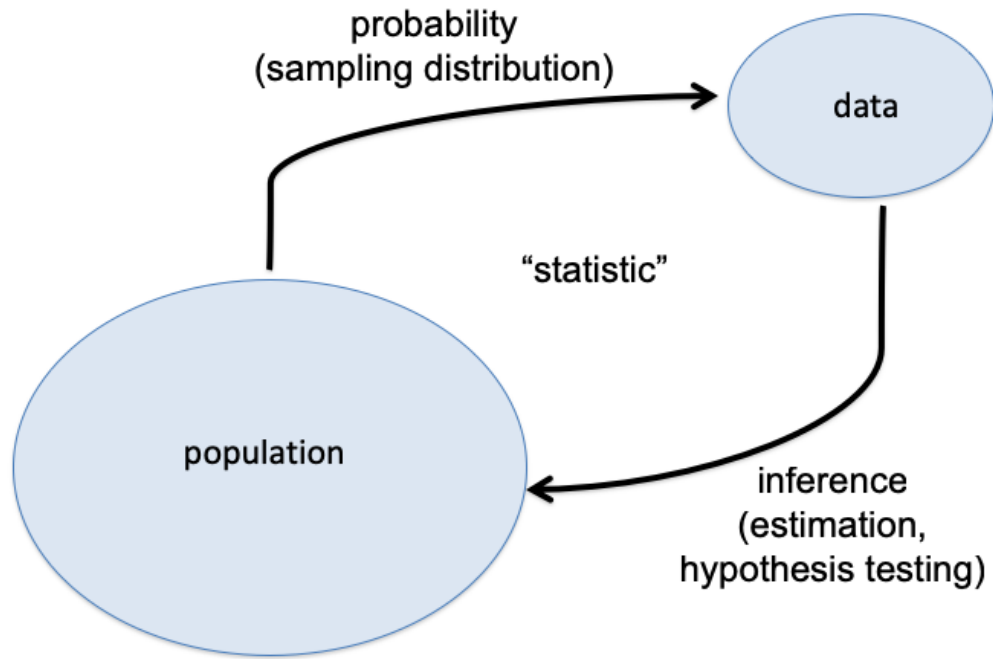 probability
(sampling distribution)
data
“statistic”
population
inference
(estimation,
hypothesis testing)